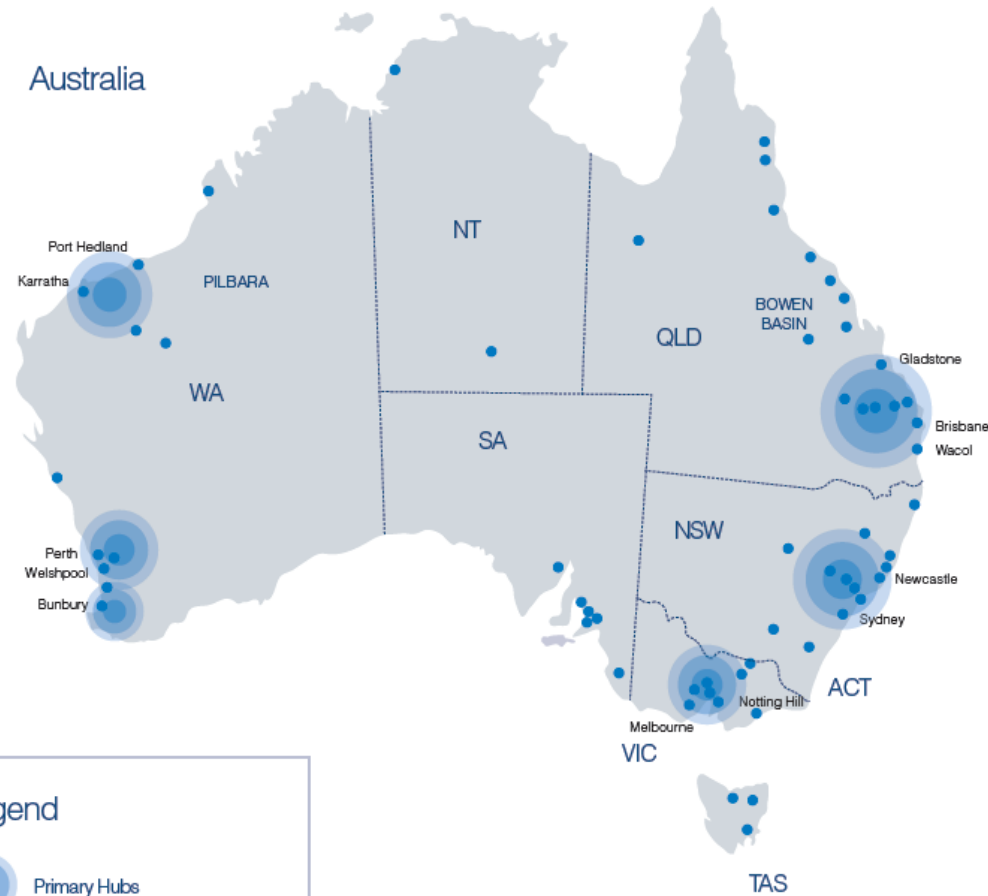 Australia
NT
Port Hedland
Karratha
PILBARA
BOWEN
BASIN
QLD
Gladstone
WA
Brisbane
SA
Wacol
NSW
Perth
Welshpool
Newcastle
Bunbury
Sydney
ACT
Notting Hill
Melbourne
VIC
gend
Primary Hubs
TAS